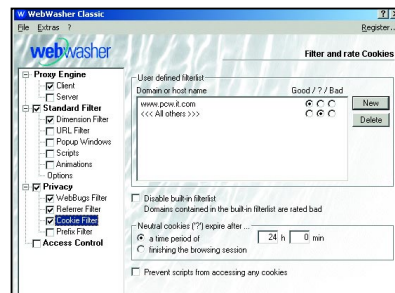 WebWasher Classic
File Extras ?
Register..
webwasher
Filter and rate Cookies
Proxy Engine
Client
Server
Standard Filter
Dimension Filter
URL Filter
Popup Windows
Scripts
Animations
Options
Privacy
WebBugs Filter
Referrer Filter
Cookie Filter
Prefix Filter
Access Control
User defined filterlist
Domain or host name
Good / ? / Bad
www.pcw.it.com
<<< All others >>>
New
Delete
Disable built-in filterlist
Domains contained in the built-in filterlist are rated bad
Neutral cookies ('?') expire after ...
a time period of 24 h 0 min
finishing the browsing session
Prevent scripts from accessing any cookies